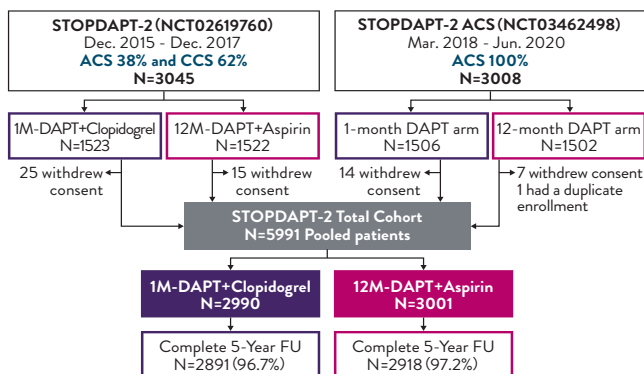 STOPDAPT-2 (NCT02619760)
Dec. 2015 - Dec. 2017
ACS 38% and CCS 62%
N=3045
STOPDAPT-2 ACS (NCT03462498)
Mar. 2018 - Jun. 2020
ACS 100%
N=3008
1M-DAPT+Clopidogrel
N=1523
12M-DAPT+Aspirin
N=1522
1-month DAPT arm
N=1506
12-month DAPT arm
N=1502
25 withdrew
consent
15 withdrew
consent
14 withdrew
consent
7 withdrew consent
1 had a duplicate
enrollment
STOPDAPT-2 Total Cohort
N=5991 Pooled patients
1M-DAPT+Clopidogrel
N=2990
12M-DAPT+Aspirin
N=3001
Complete 5-Year FU
N=2891 (96.7%)
Complete 5-Year FU
N=2918 (97.2%)